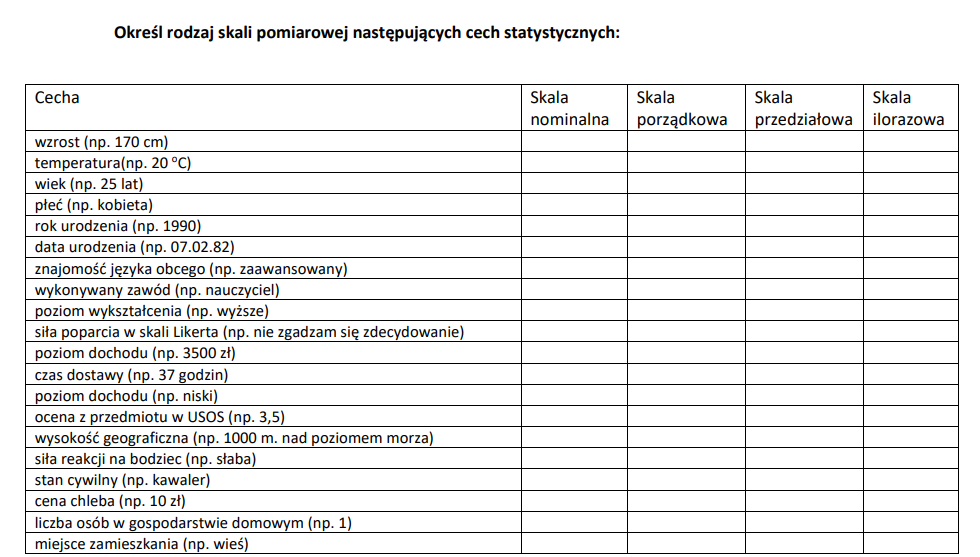 Określ rodzaj skali pomiarowej następujących cech statystycznych:
Cecha Skala nominalna Skala porządkowa Skala przedziałowa Skala ilorazowa
wzrost (np. 170 cm)
temperatura(np. 20 °C)
wiek (np. 25 lat)
płeć (np. kobieta)
rok urodzenia (np. 1990)
data urodzenia (np. 07.02.82)
znajomość języka obcego (np. zaawansowany)
wykonywany zawód (np. nauczyciel)
poziom wykształcenia (np. wyższe)
siła poparcia w skali Likerta (np. nie zgadzam się zdecydowanie)
poziom dochodu (np. 3500 zł)
czas dostawy (np. 37 godzin)
poziom dochodu (np. niski)
ocena z przedmiotu w USOS (np. 3,5)
wysokość geograficzna (np. 1000 m. nad poziomem morza)
siła reakcji na bodziec (np. słaba)
stan cywilny (np. kawaler)
cena chleba (np. 10 zł)
liczba osób w gospodarstwie domowym (np. 1)
miejsce zamieszkania (np. wieś)